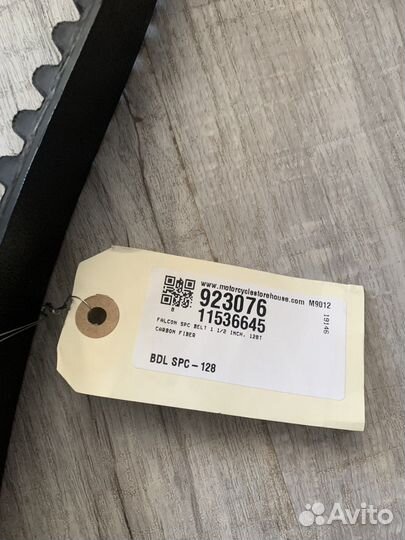 www.motorcyclestorehouse.com M9012
923076
11536645
19146
8
FALCON SPC BELT 1 1/2 INCH, 128T
CARBON FIBER
BDL SPC-128
Avito